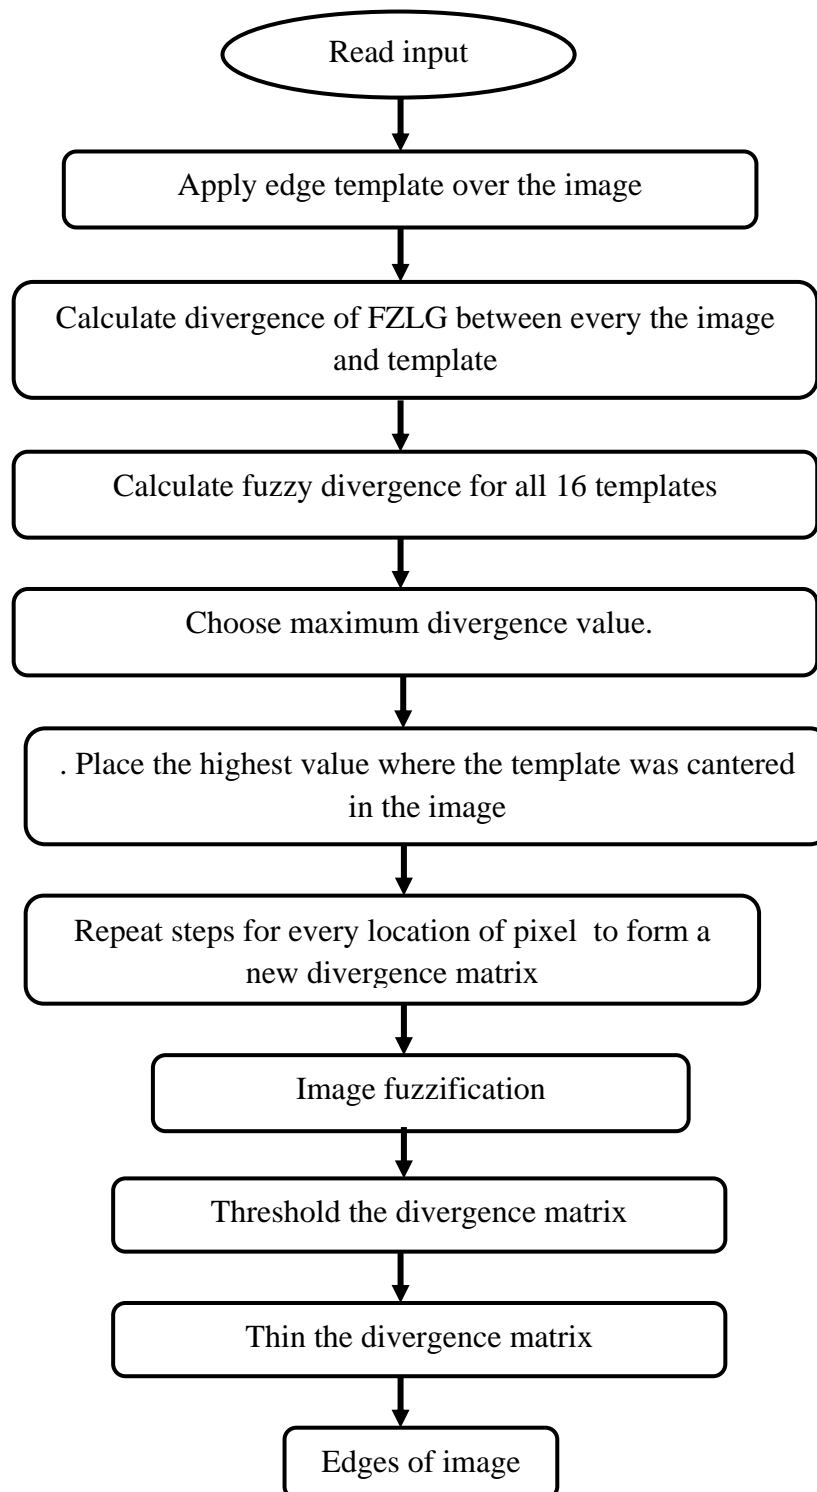 Read input
Apply edge template over the image
Calculate divergence of FZLG between every the image
and template
Calculate fuzzy divergence for all 16 templates
Choose maximum divergence value.
. Place the highest value where the template was cantered
in the image
Repeat steps for every location of pixel to form a
new divergence matrix
Image fuzzification
Threshold the divergence matrix
Thin the divergence matrix
Edges of image